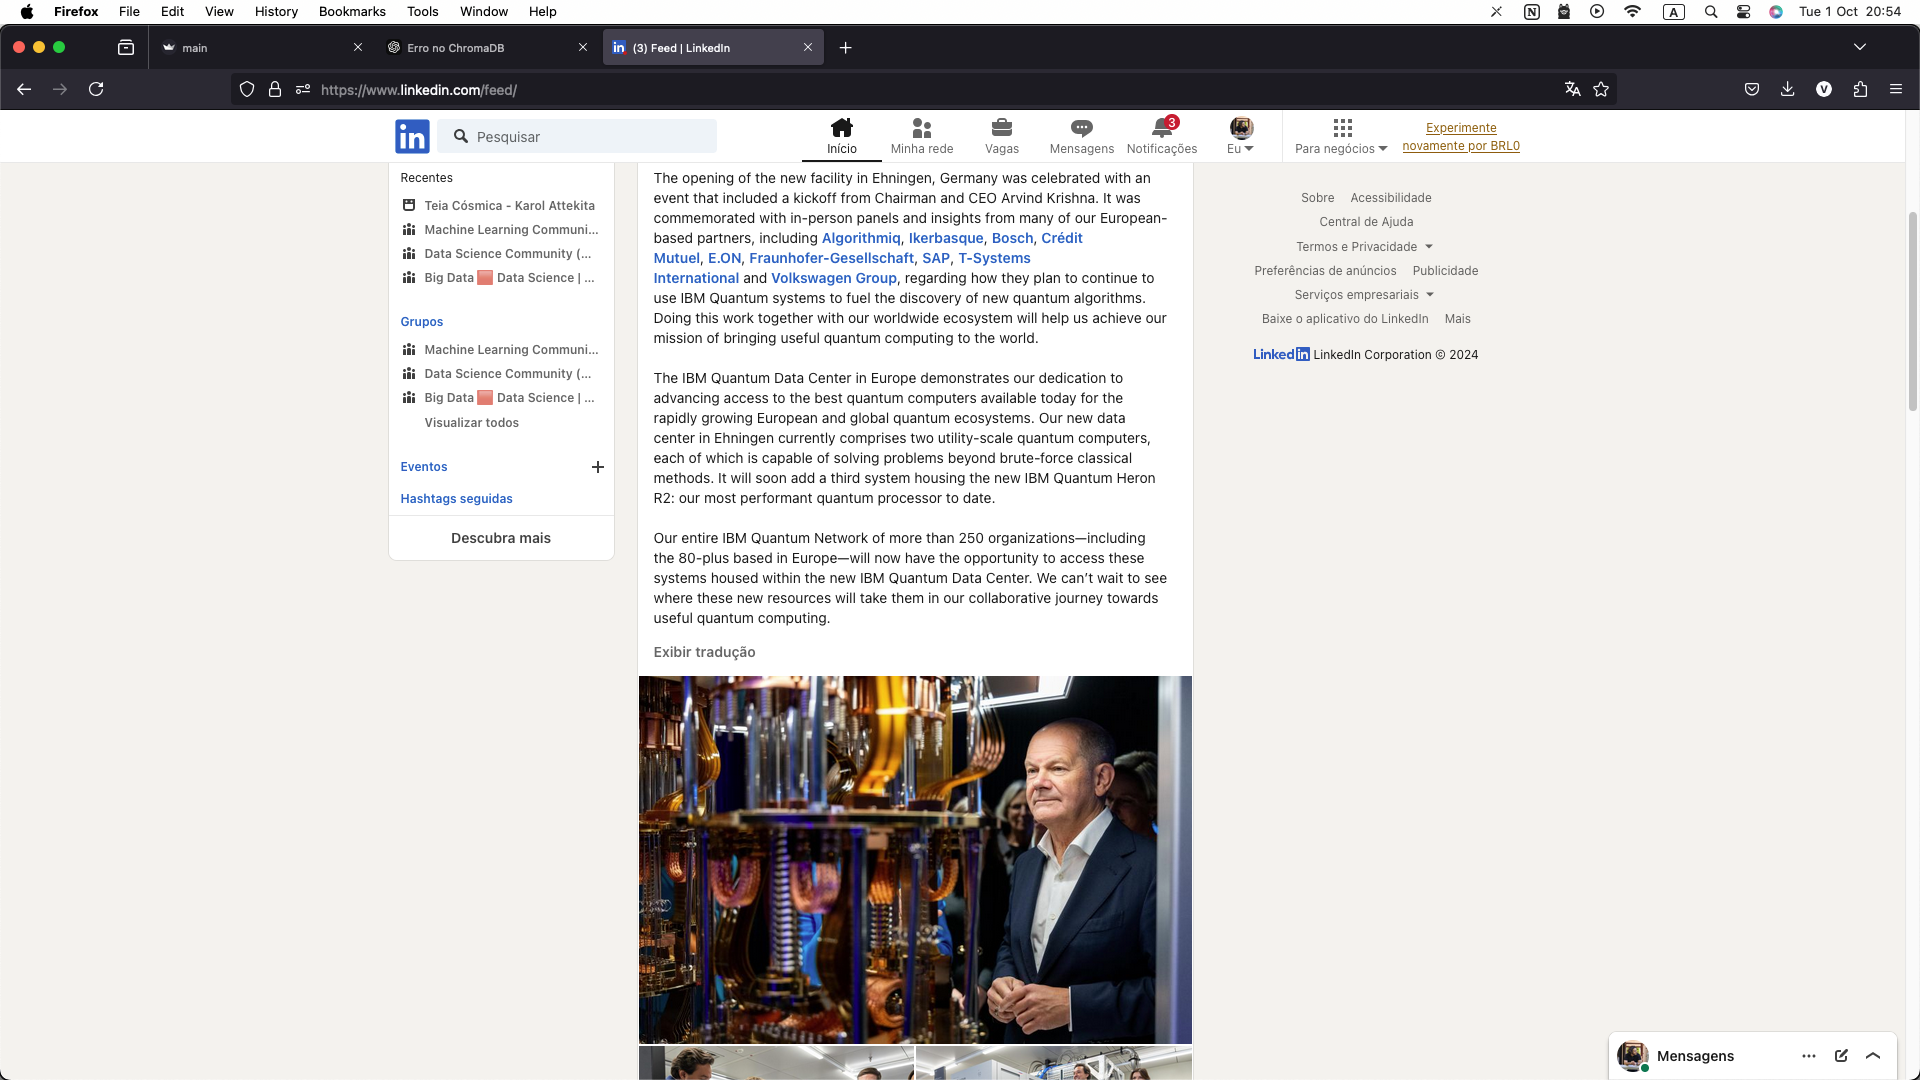 Firefox File Edit View History Bookmarks Tools Window Help
A
Tue 1 Oct 20:54
main
Erro no ChromaDB
in (3) Feed | LinkedIn
https://www.linkedin.com/feed/
V
in
Pesquisar
Início
Minha rede
Vagas
Mensagens
3
Notificações
Eu
Para negócios
Experimente
novamente por BRL0
Recentes
Teia Cósmica - Karol Attekita
Machine Learning Communi...
Data Science Community (...
Big Data 🟥 Data Science | ...
Grupos
Machine Learning Communi...
Data Science Community (...
Big Data 🟥 Data Science | ...
Visualizar todos
Eventos
Hashtags seguidas
Descubra mais
The opening of the new facility in Ehningen, Germany was celebrated with an
event that included a kickoff from Chairman and CEO Arvind Krishna. It was
commemorated with in-person panels and insights from many of our European-
based partners, including Algorithmiq, Ikerbasque, Bosch, Crédit
Mutuel, E.ON, Fraunhofer-Gesellschaft, SAP, T-Systems
International and Volkswagen Group, regarding how they plan to continue to
use IBM Quantum systems to fuel the discovery of new quantum algorithms.
Doing this work together with our worldwide ecosystem will help us achieve our
mission of bringing useful quantum computing to the world.
The IBM Quantum Data Center in Europe demonstrates our dedication to
advancing access to the best quantum computers available today for the
rapidly growing European and global quantum ecosystems. Our new data
center in Ehningen currently comprises two utility-scale quantum computers,
each of which is capable of solving problems beyond brute-force classical
methods. It will soon add a third system housing the new IBM Quantum Heron
R2: our most performant quantum processor to date.
Our entire IBM Quantum Network of more than 250 organizations—including
the 80-plus based in Europe—will now have the opportunity to access these
systems housed within the new IBM Quantum Data Center. We can’t wait to see
where these new resources will take them in our collaborative journey towards
useful quantum computing.
Exibir tradução
Sobre Acessibilidade
Central de Ajuda
Termos e Privacidade
Preferências de anúncios Publicidade
Serviços empresariais
Baixe o aplicativo do LinkedIn Mais
LinkedIn LinkedIn Corporation © 2024
Mensagens